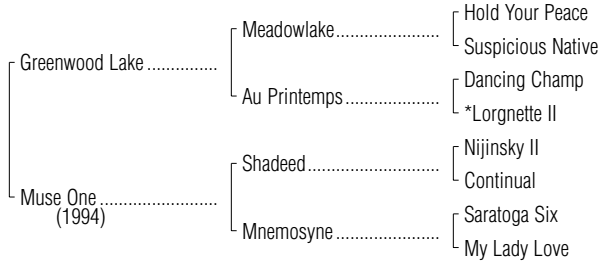 Hold Your Peace
Meadowlake
Suspicious Native
Greenwood Lake
Dancing Champ
Au Printemps
*Lorgnette II
Nijinsky II
Shadeed
Continual
Muse One
(1994)
Saratoga Six
Mnemosyne
My Lady Love